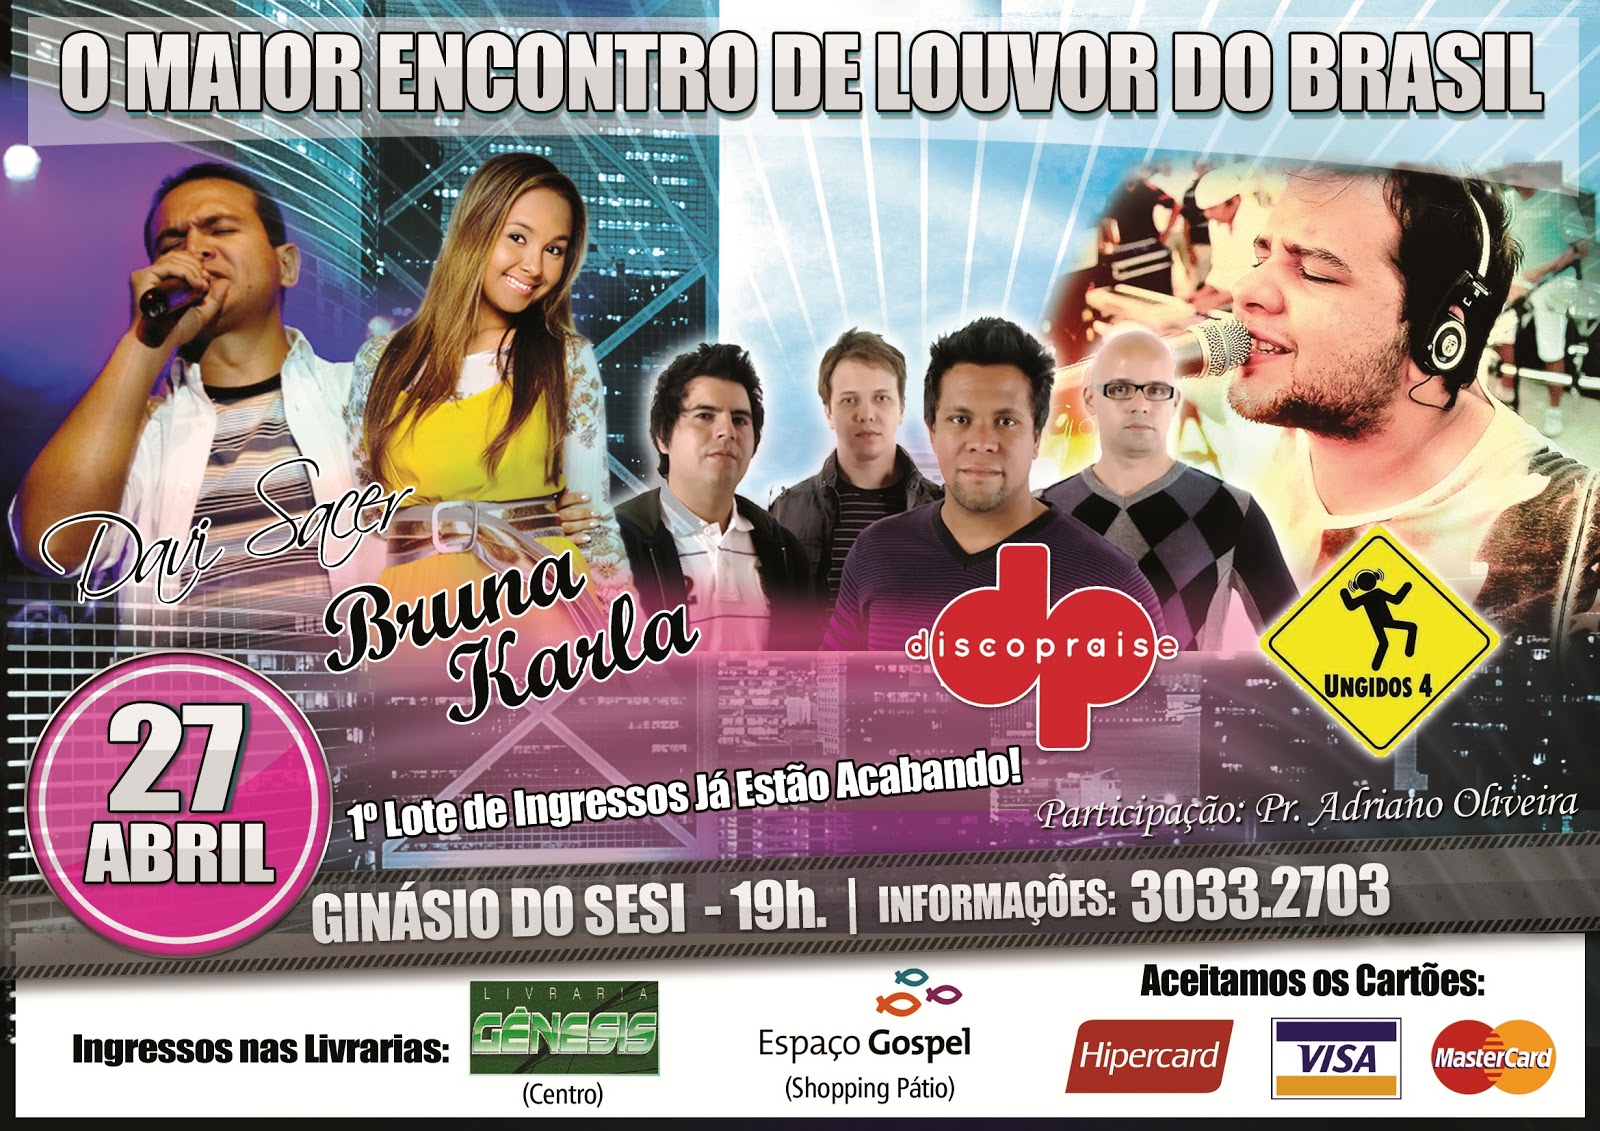 O MAIOR ENCONTRO DE LOUVOR DO BRASIL
Davi Sacer
Bruna
Karla
dp
discopraise
UNGIDOS 4
27
ABRIL
1º Lote de Ingressos Já Estão Acabando!
Participação: Pr. Adriano Oliveira
GINÁSIO DO SESI - 19h. | INFORMAÇÕES: 3033.2703
Ingressos nas Livrarias:
LIVRARIA
GÊNESIS
(Centro)
Espaço Gospel
(Shopping Pátio)
Aceitamos os Cartões:
Hipercard
VISA
MasterCard